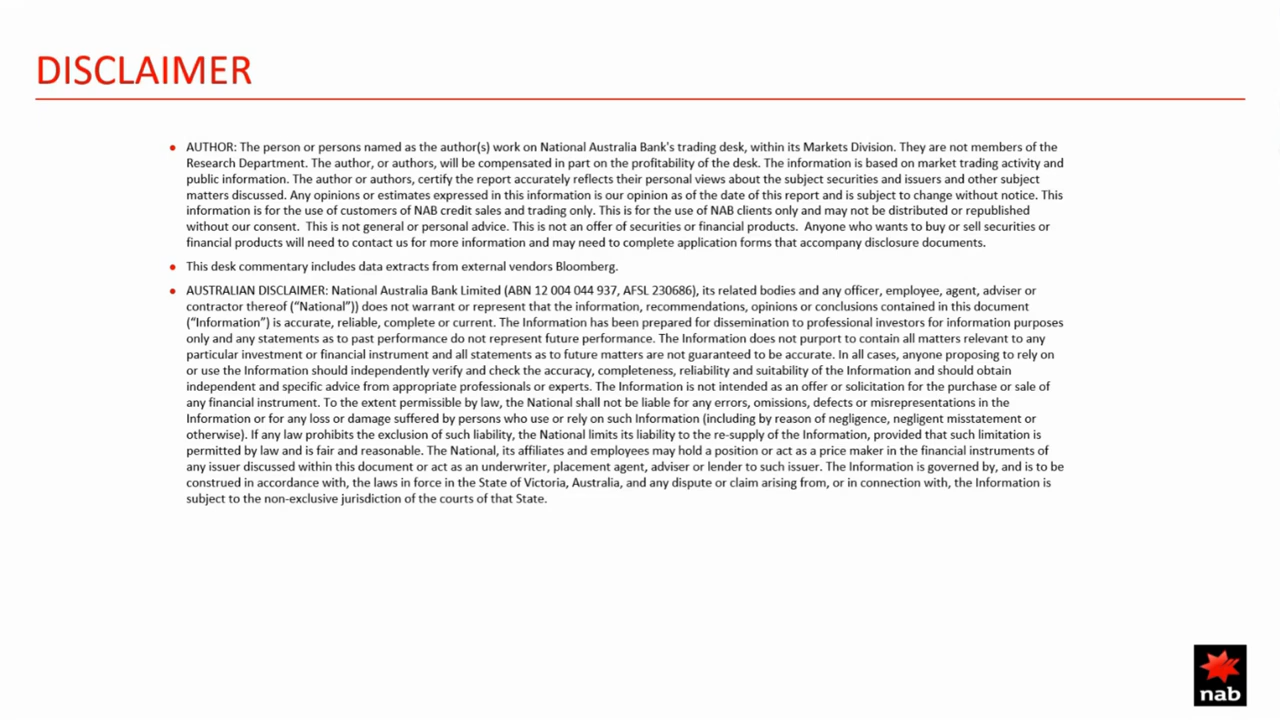 DISCLAIMER
• AUTHOR: The person or persons named as the author(s) work on National Australia Bank's trading desk, within its Markets Division. They are not members of the
Research Department. The author, or authors, will be compensated in part on the profitability of the desk. The information is based on market trading activity and
public information. The author or authors, certify the report accurately reflects their personal views about the subject securities and issuers and other subject
matters discussed. Any opinions or estimates expressed in this information is our opinion as of the date of this report and is subject to change without notice. This
information is for the use of customers of NAB credit sales and trading only. This is for the use of NAB clients only and may not be distributed or republished
without our consent.  This is not general or personal advice. This is not an offer of securities or financial products.  Anyone who wants to buy or sell securities or
financial products will need to contact us for more information and may need to complete application forms that accompany disclosure documents.
• This desk commentary includes data extracts from external vendors Bloomberg.
• AUSTRALIAN DISCLAIMER: National Australia Bank Limited (ABN 12 004 044 937, AFSL 230686), its related bodies and any officer, employee, agent, adviser or
contractor thereof (“National”)) does not warrant or represent that the information, recommendations, opinions or conclusions contained in this document
(“Information”) is accurate, reliable, complete or current. The Information has been prepared for dissemination to professional investors for information purposes
only and any statements as to past performance do not represent future performance. The Information does not purport to contain all matters relevant to any
particular investment or financial instrument and all statements as to future matters are not guaranteed to be accurate. In all cases, anyone proposing to rely on
or use the Information should independently verify and check the accuracy, completeness, reliability and suitability of the Information and should obtain
independent and specific advice from appropriate professionals or experts. The Information is not intended as an offer or solicitation for the purchase or sale of
any financial instrument. To the extent permissible by law, the National shall not be liable for any errors, omissions, defects or misrepresentations in the
Information or for any loss or damage suffered by persons who use or rely on such Information (including by reason of negligence, negligent misstatement or
otherwise). If any law prohibits the exclusion of such liability, the National limits its liability to the re-supply of the Information, provided that such limitation is
permitted by law and is fair and reasonable. The National, its affiliates and employees may hold a position or act as a price maker in the financial instruments of
any issuer discussed within this document or act as an underwriter, placement agent, adviser or lender to such issuer. The Information is governed by, and is to be
construed in accordance with, the laws in force in the State of Victoria, Australia, and any dispute or claim arising from, or in connection with, the Information is
subject to the non-exclusive jurisdiction of the courts of that State.
nab